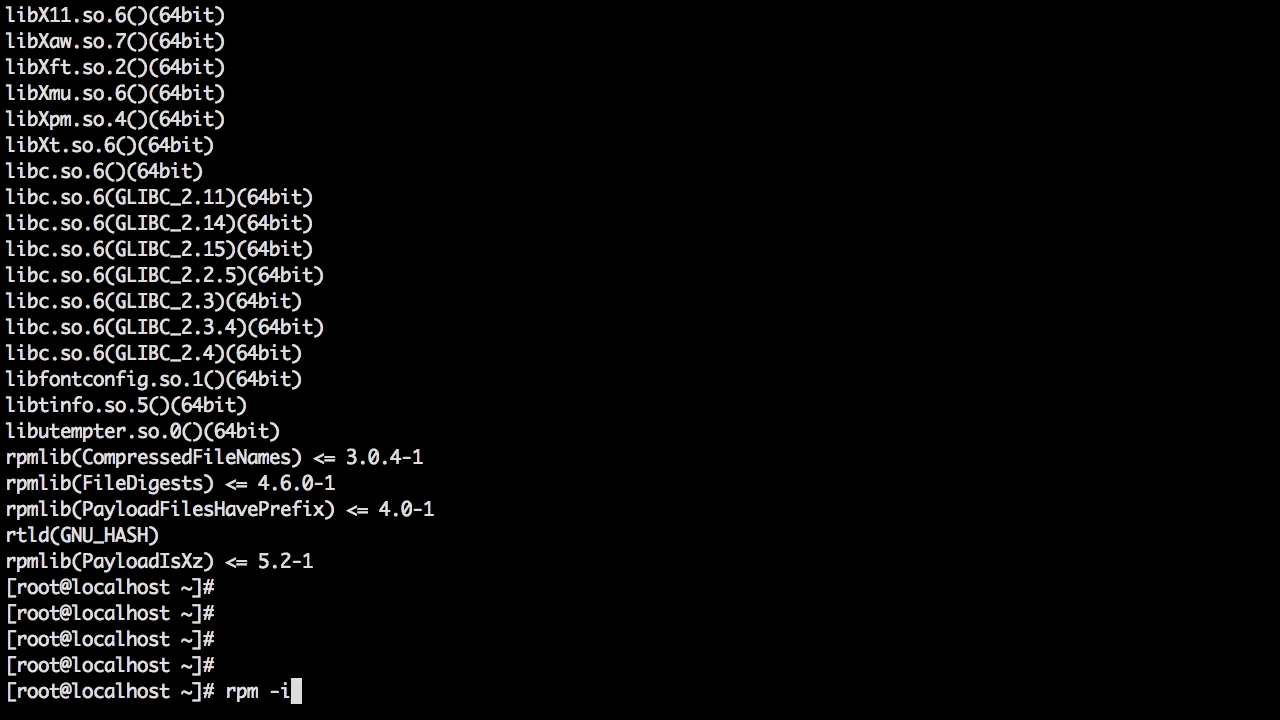 libX11.so.6()(64bit)
libXaw.so.7()(64bit)
libXft.so.2()(64bit)
libXmu.so.6()(64bit)
libXpm.so.4()(64bit)
libXt.so.6()(64bit)
libc.so.6()(64bit)
libc.so.6(GLIBC_2.11)(64bit)
libc.so.6(GLIBC_2.14)(64bit)
libc.so.6(GLIBC_2.15)(64bit)
libc.so.6(GLIBC_2.2.5)(64bit)
libc.so.6(GLIBC_2.3)(64bit)
libc.so.6(GLIBC_2.3.4)(64bit)
libc.so.6(GLIBC_2.4)(64bit)
libfontconfig.so.1()(64bit)
libtinfo.so.5()(64bit)
libutempter.so.0()(64bit)
rpmlib(CompressedFileNames) <= 3.0.4-1
rpmlib(FileDigests) <= 4.6.0-1
rpmlib(PayloadFilesHavePrefix) <= 4.0-1
rtld(GNU_HASH)
rpmlib(PayloadIsXz) <= 5.2-1
[root@localhost ~]#
[root@localhost ~]#
[root@localhost ~]#
[root@localhost ~]#
[root@localhost ~]# rpm -i